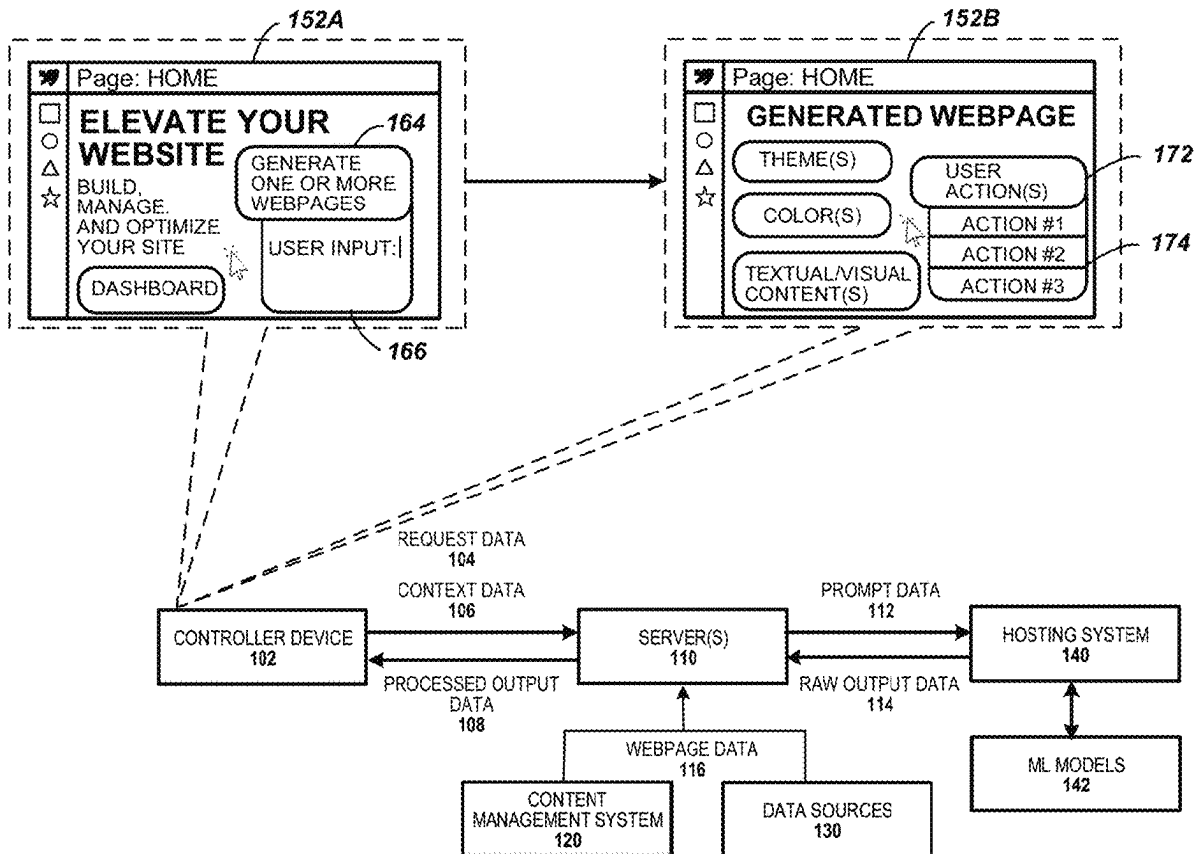 152A
Page: HOME
ELEVATE YOUR
WEBSITE
164
GENERATE
ONE OR MORE
WEBPAGES
BUILD,
MANAGE.
AND OPTIMIZE
YOUR SITE
USER INPUT:
DASHBOARD
166
152B
Page: HOME
GENERATED WEBPAGE
THEME(S)
COLOR(S)
TEXTUAL/VISUAL
CONTENT(S)
USER
ACTION(S)
172
ACTION #1
ACTION #2
174
ACTION #3
REQUEST DATA
104
CONTEXT DATA
106
PROMPT DATA
112
CONTROLLER DEVICE
102
SERVER(S)
110
HOSTING SYSTEM
140
PROCESSED OUTPUT
DATA
108
RAW OUTPUT DATA
114
WEBPAGE DATA
116
ML MODELS
142
CONTENT
MANAGEMENT SYSTEM
120
DATA SOURCES
130